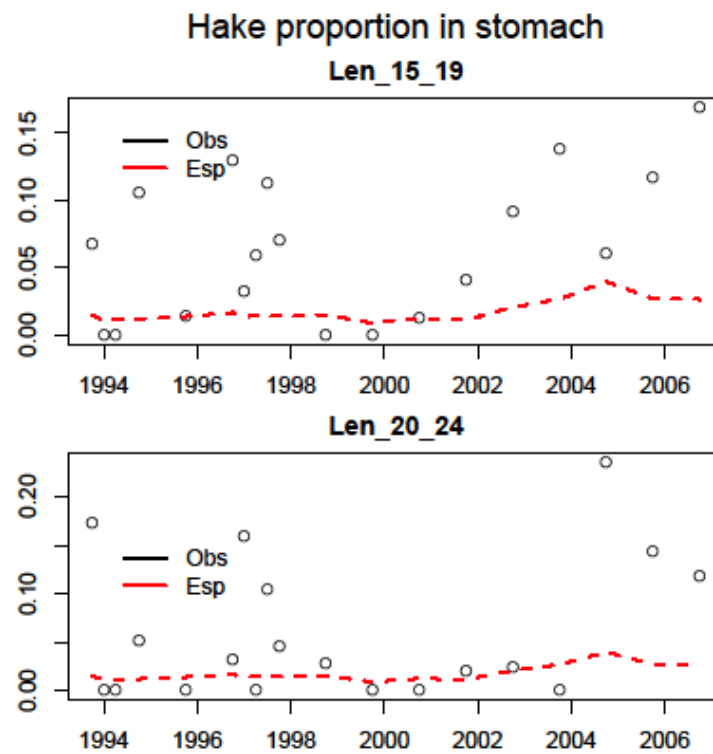 Hake proportion in stomach
Len_15_19
0.15
0.10
0.05
0.00
Obs
Esp
1994 1996 1998 2000 2002 2004 2006
Len_20_24
0.20
0.10
0.00
Obs
Esp
1994 1996 1998 2000 2002 2004 2006